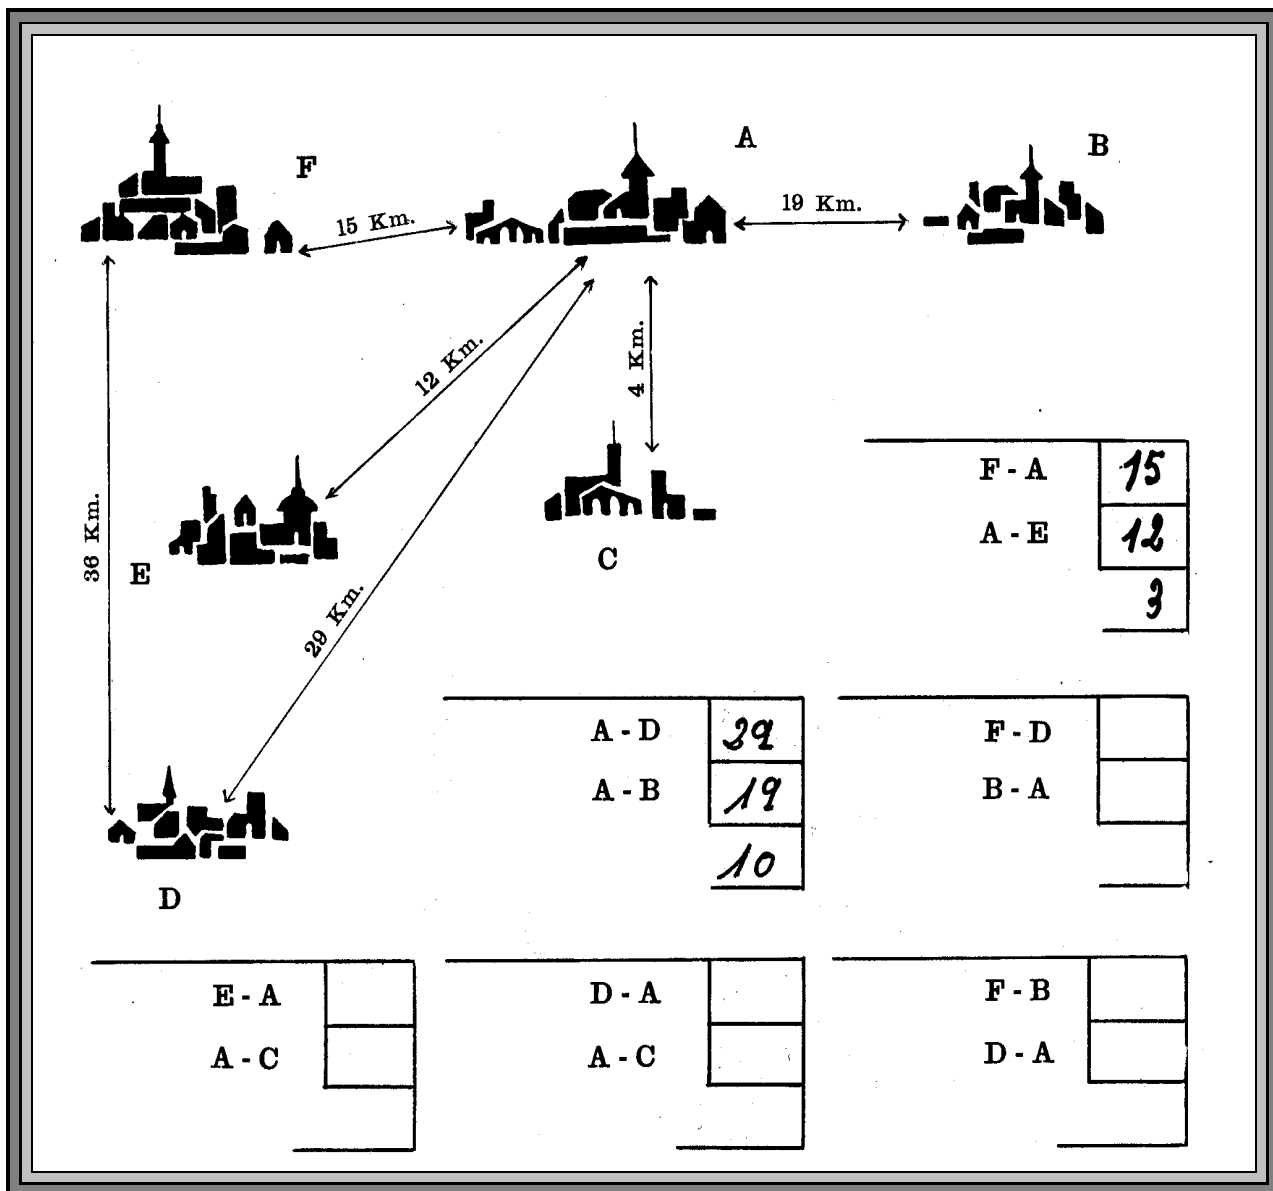 F
A
B
15 Km.
19 Km.
12 Km.
4 Km.
36 Km.
29 Km.
E
C
D
F - A 15
A - E 12
3
A - D 29
A - B 19
10
F - D
B - A
E - A
A - C
D - A
A - C
F - B
D - A